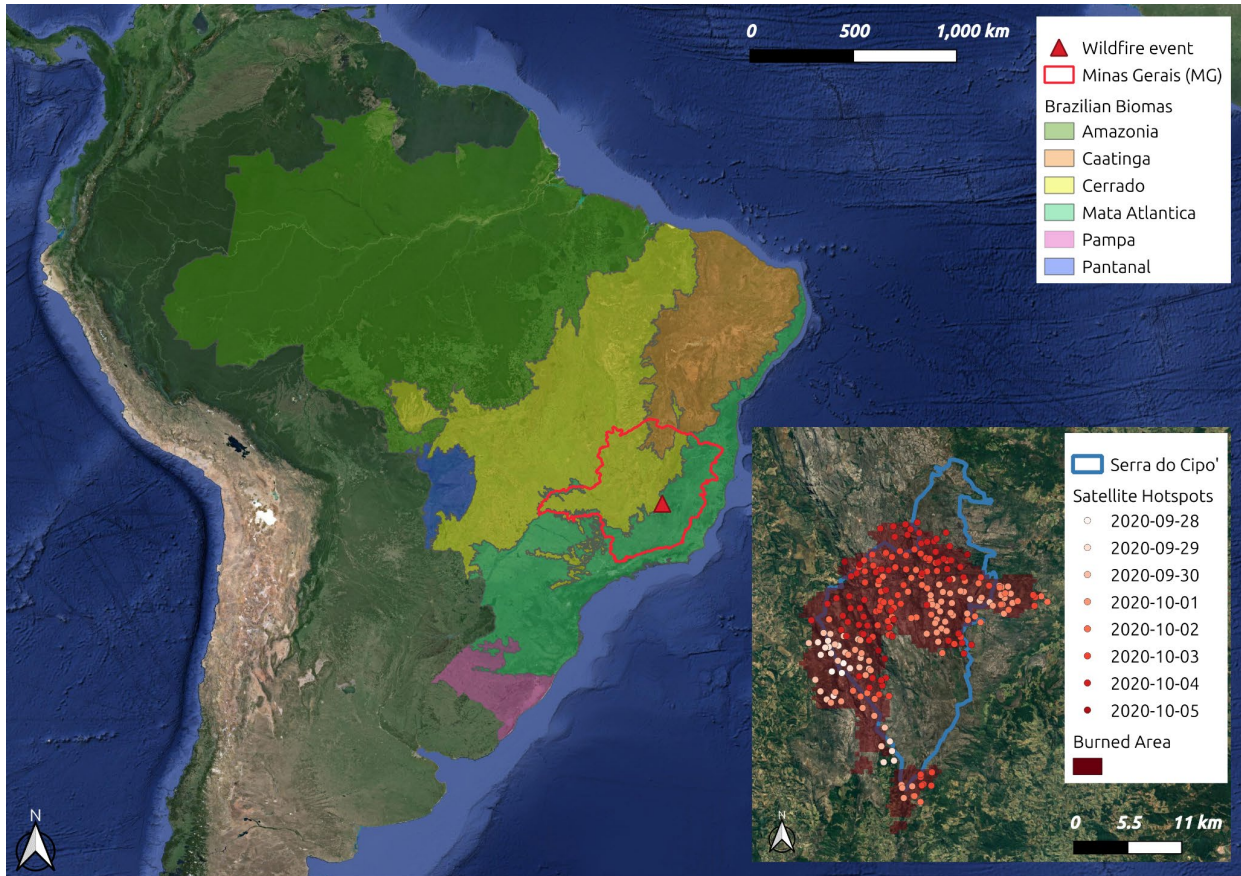 0 500 1,000 km
Wildfire event
Minas Gerais (MG)
Brazilian Biomas
Amazonia
Caatinga
Cerrado
Mata Atlantica
Pampa
Pantanal
Serra do Cipo'
Satellite Hotspots
2020-09-28
2020-09-29
2020-09-30
2020-10-01
2020-10-02
2020-10-03
2020-10-04
2020-10-05
Burned Area
0 5.5 11 km
N
N